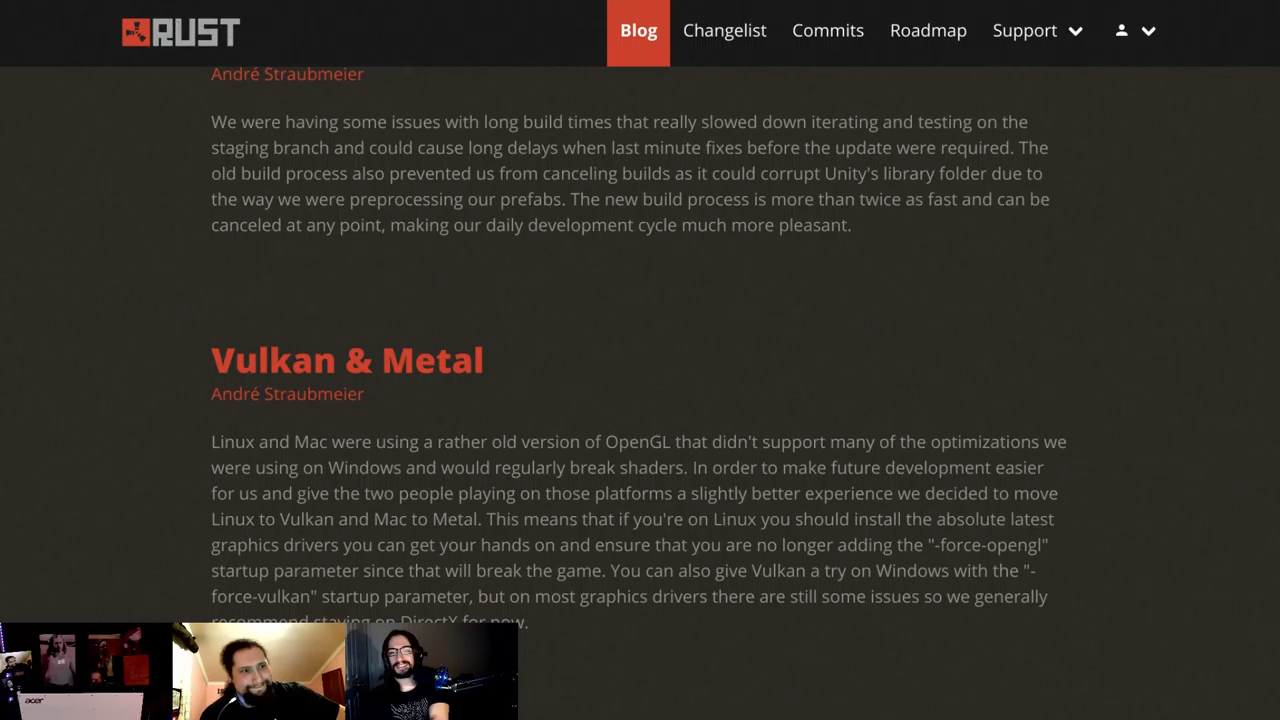 RUST
Blog
Changelist
Commits
Roadmap
Support
André Straubmeier
We were having some issues with long build times that really slowed down iterating and testing on the
staging branch and could cause long delays when last minute fixes before the update were required. The
old build process also prevented us from canceling builds as it could corrupt Unity's library folder due to
the way we were preprocessing our prefabs. The new build process is more than twice as fast and can be
canceled at any point, making our daily development cycle much more pleasant.
Vulkan & Metal
André Straubmeier
Linux and Mac were using a rather old version of OpenGL that didn't support many of the optimizations we
were using on Windows and would regularly break shaders. In order to make future development easier
for us and give the two people playing on those platforms a slightly better experience we decided to move
Linux to Vulkan and Mac to Metal. This means that if you're on Linux you should install the absolute latest
graphics drivers you can get your hands on and ensure that you are no longer adding the "-force-opengl"
startup parameter since that will break the game. You can also give Vulkan a try on Windows with the "-
force-vulkan" startup parameter, but on most graphics drivers there are still some issues so we generally
recommend staying on DirectX for now.
acer